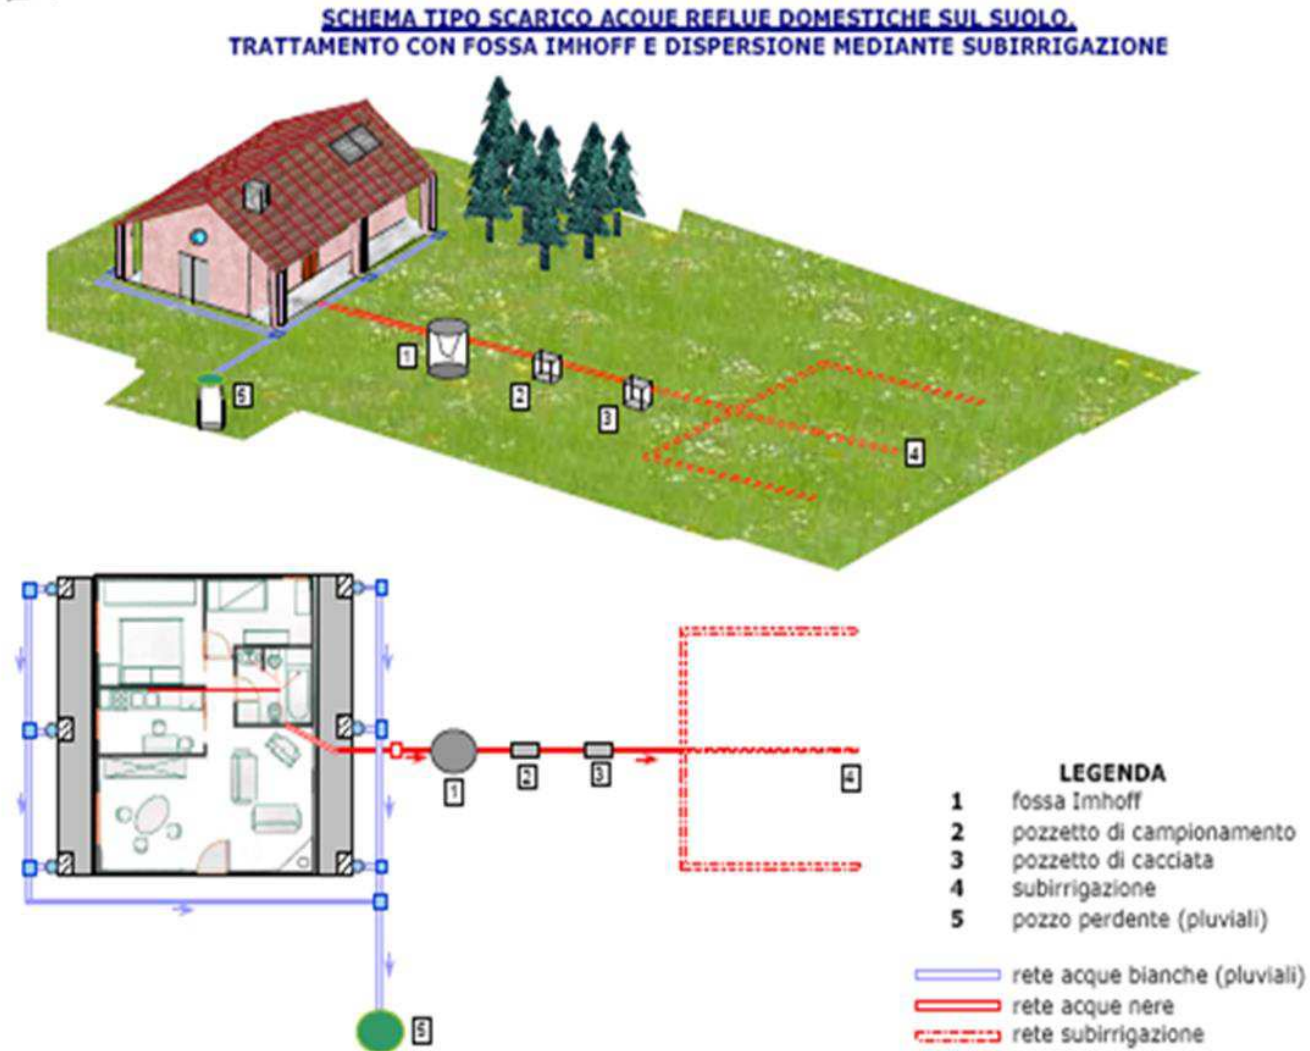 SCHEMA TIPO SCARICO ACQUE REFLUE DOMESTICHE SUL SUOLO.
TRATTAMENTO CON FOSSA IMHOFF E DISPERSIONE MEDIANTE SUBIRRIGAZIONE
1
2
3
4
5
1
2
3
4
5
LEGENDA
1 fossa Imhoff
2 pozzetto di campionamento
3 pozzetto di cacciata
4 subirrigazione
5 pozzo perdente (pluviali)
rete acque bianche (pluviali)
rete acque nere
rete subirrigazione